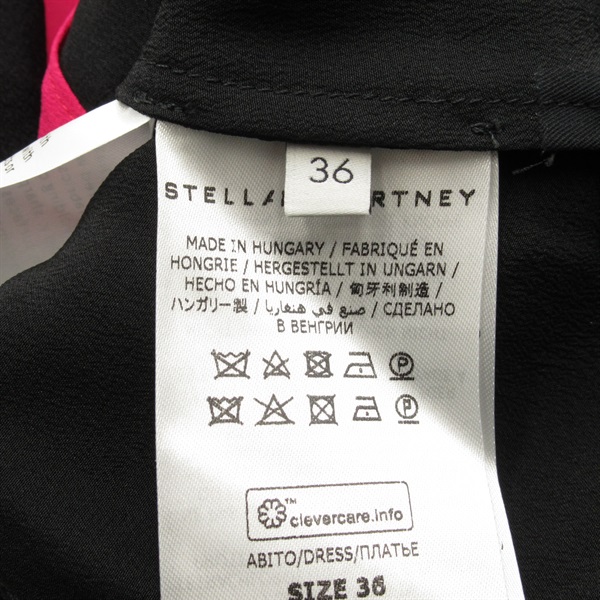 36
STELLA McCARTNEY
MADE IN HUNGARY / FABRIQUÉ EN
HONGRIE / HERGESTELLT IN UNGARN /
HECHO EN HUNGRÍA / 匈牙利制造 /
ハンガリー製 / صنع في هنغاريا / СДЕЛАНО
В ВЕНГРИИ
P
P
™
clevercare.info
ABITO/DRESS/ПЛАТЬЕ
SIZE 36